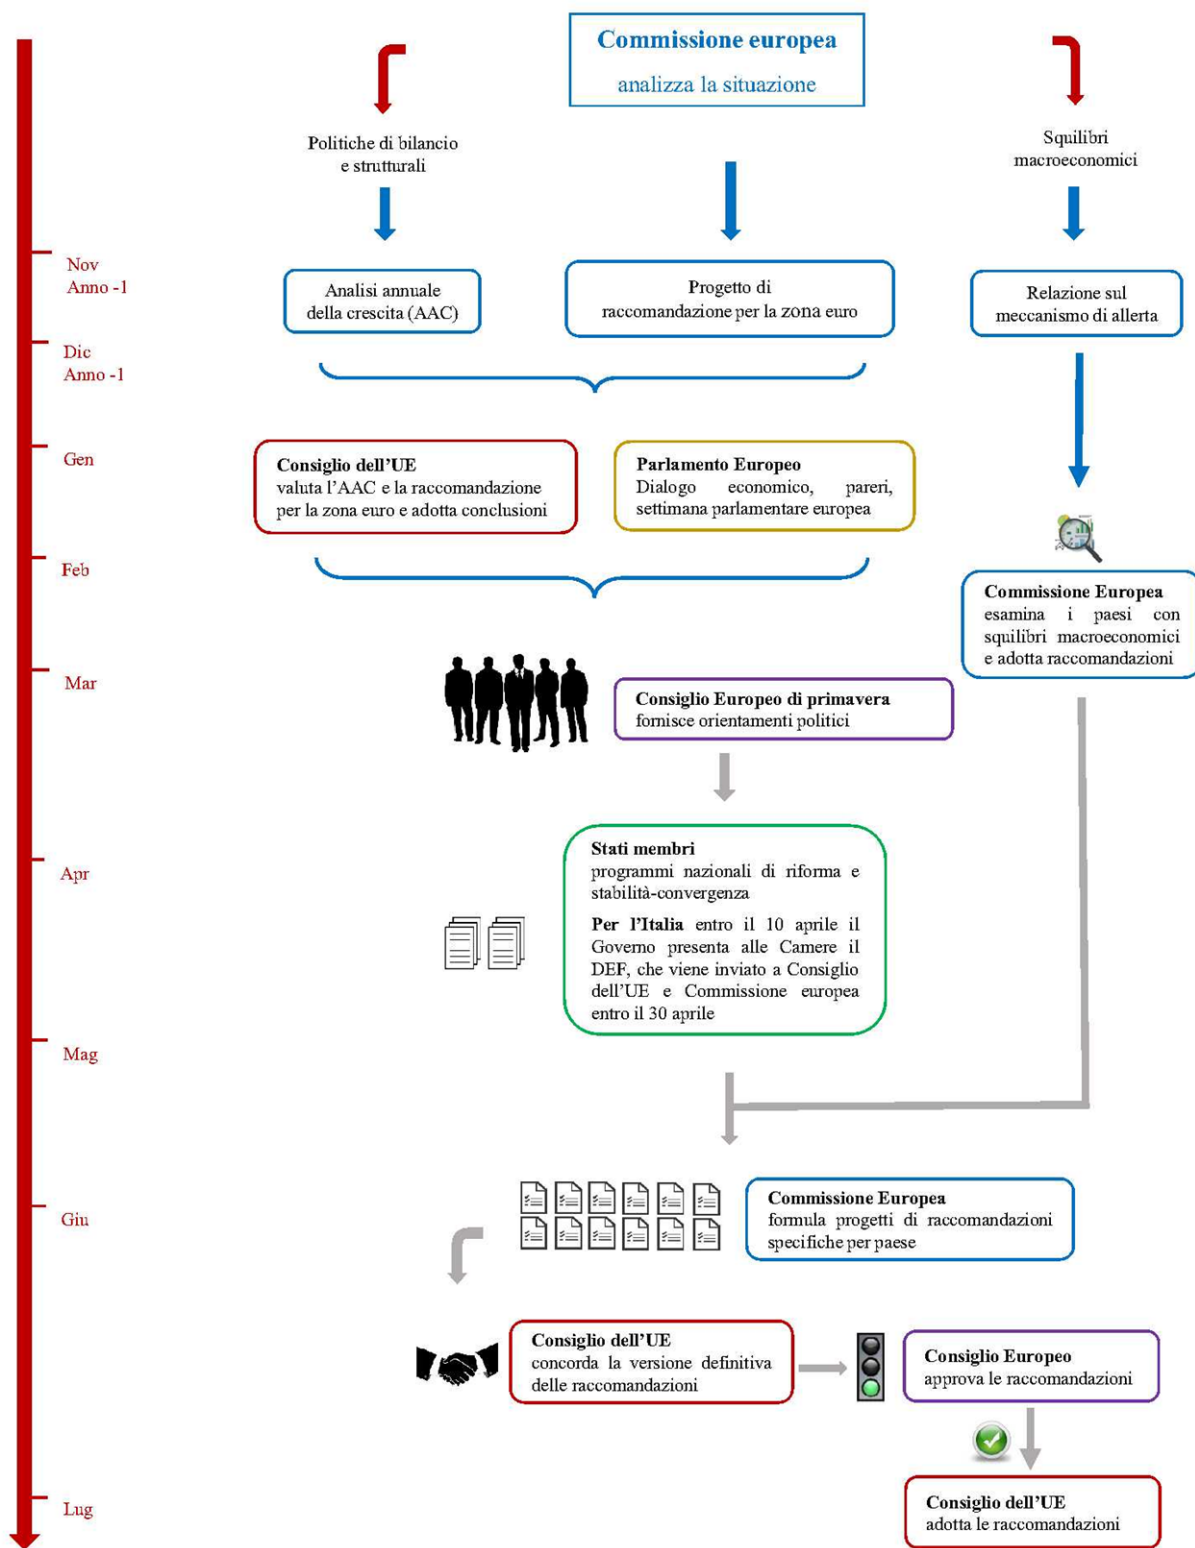 Commissione europea
analizza la situazione
Politiche di bilancio
e strutturali
Squilibri
macroeconomici
Nov
Anno -1
Analisi annuale
della crescita (AAC)
Progetto di
raccomandazione per la zona euro
Relazione sul
meccanismo di allerta
Dic
Anno -1
Gen
Consiglio dell’UE
valuta l’AAC e la raccomandazione
per la zona euro e adotta conclusioni
Parlamento Europeo
Dialogo economico, pareri,
settimana parlamentare europea
Feb
Commissione Europea
esamina i paesi con
squilibri macroeconomici
e adotta raccomandazioni
Mar
Consiglio Europeo di primavera
fornisce orientamenti politici
Apr
Stati membri
programmi nazionali di riforma e
stabilità-convergenza
Per l’Italia entro il 10 aprile il
Governo presenta alle Camere il
DEF, che viene inviato a Consiglio
dell’UE e Commissione europea
entro il 30 aprile
Mag
Giu
Commissione Europea
formula progetti di raccomandazioni
specifiche per paese
Consiglio dell’UE
concorda la versione definitiva
delle raccomandazioni
Consiglio Europeo
approva le raccomandazioni
Lug
Consiglio dell’UE
adotta le raccomandazioni